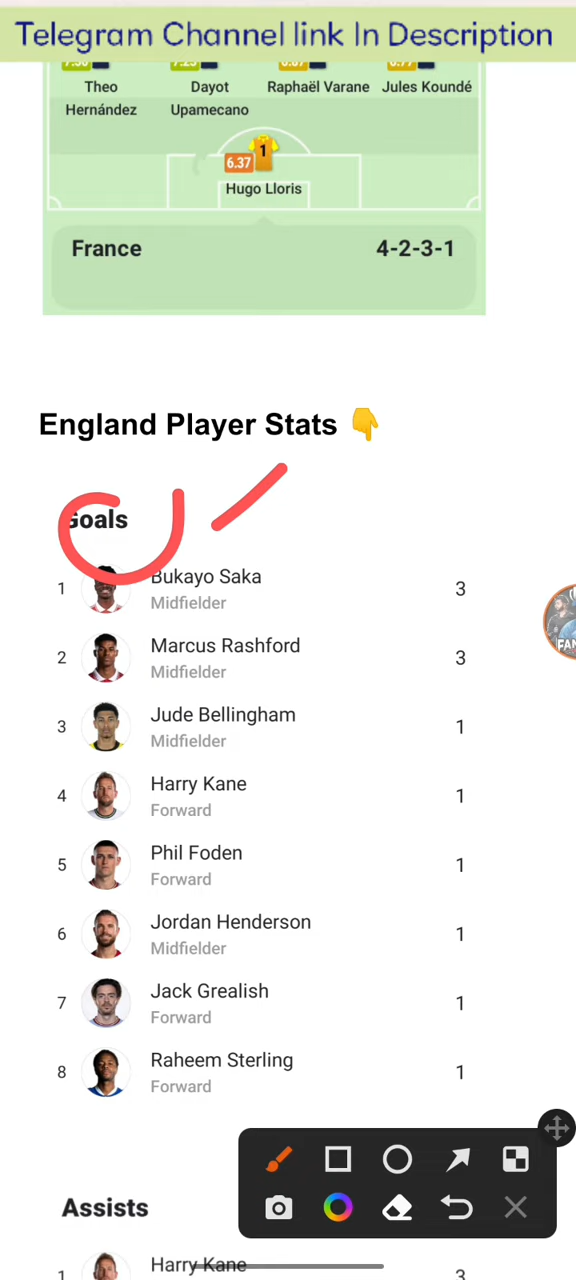 Telegram Channel link In Description
Theo Dayot Raphaël Varane Jules Koundé
Hernández Upamecano
1
6.37
Hugo Lloris
France 4-2-3-1
England Player Stats 👇
Goals
1 Bukayo Saka 3
Midfielder
2 Marcus Rashford 3
Midfielder
3 Jude Bellingham 1
Midfielder
4 Harry Kane 1
Forward
5 Phil Foden 1
Forward
6 Jordan Henderson 1
Midfielder
7 Jack Grealish 1
Forward
8 Raheem Sterling 1
Forward
Assists
1 Harry Kane 3